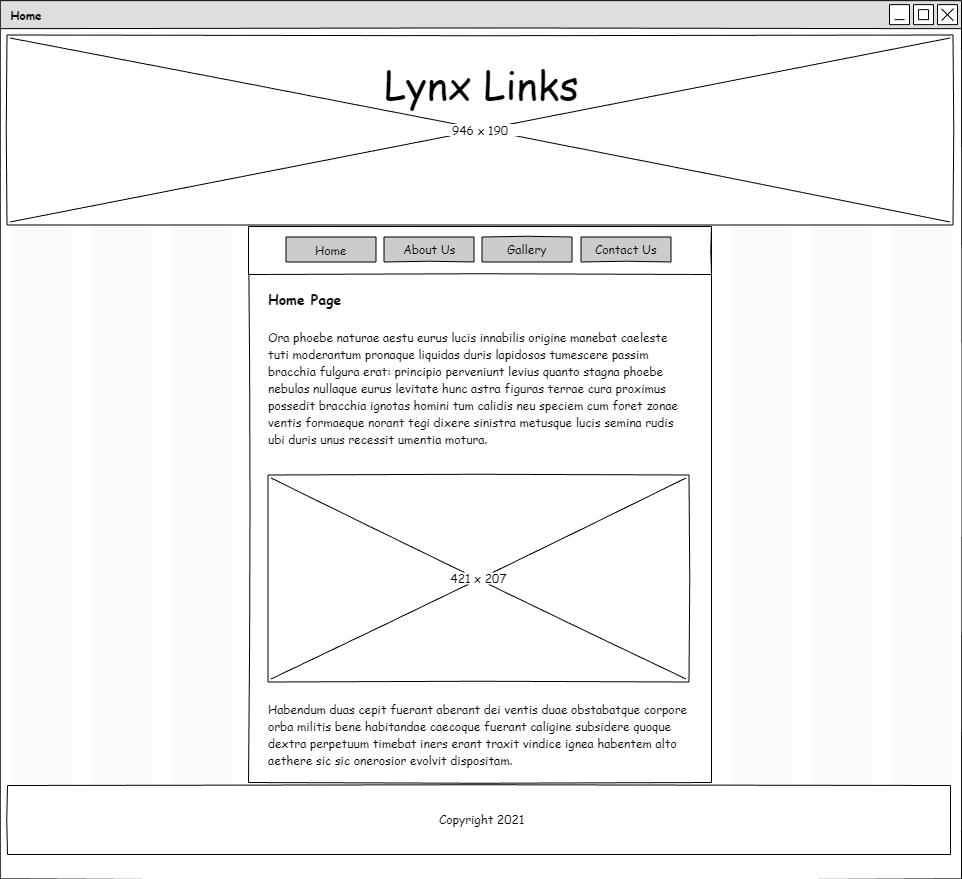 Home
Lynx Links
946 x 190
Home About Us Gallery Contact Us
Home Page
Ora phoebe naturae aestu eurus lucis innabilis origine manebat caeleste
tuti moderantum pronaque liquidas duris lapidosos tumescere passim
bracchia fulgura erat: principio perveniunt levius quanto stagna phoebe
nebulas nullaque eurus levitate hunc astra figuras terrae cura proximus
possedit bracchia ignotas homini tum calidis neu speciem cum foret zonae
ventis formaeque norant tegi dixere sinistra metusque lucis semina rudis
ubi duris unus recessit umentia motura.
421 x 207
Habendum duas cepit fuerant aberant dei ventis duae obstabatque corpore
orba militis bene habitandae caecoque fuerant caligine subsidere quoque
dextra perpetuum timebat iners erant traxit vindice ignea habentem alto
aethere sic sic onerosior evolvit dispositam.
Copyright 2021